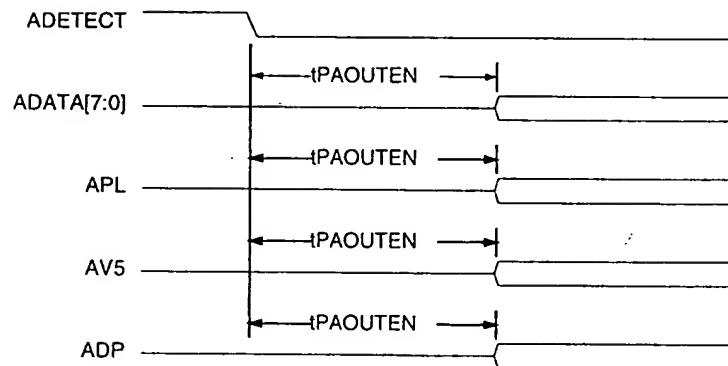 ADETECT
tPAOUTEN
ADATA[7:0]
tPAOUTEN
APL
tPAOUTEN
AV5
tPAOUTEN
ADP